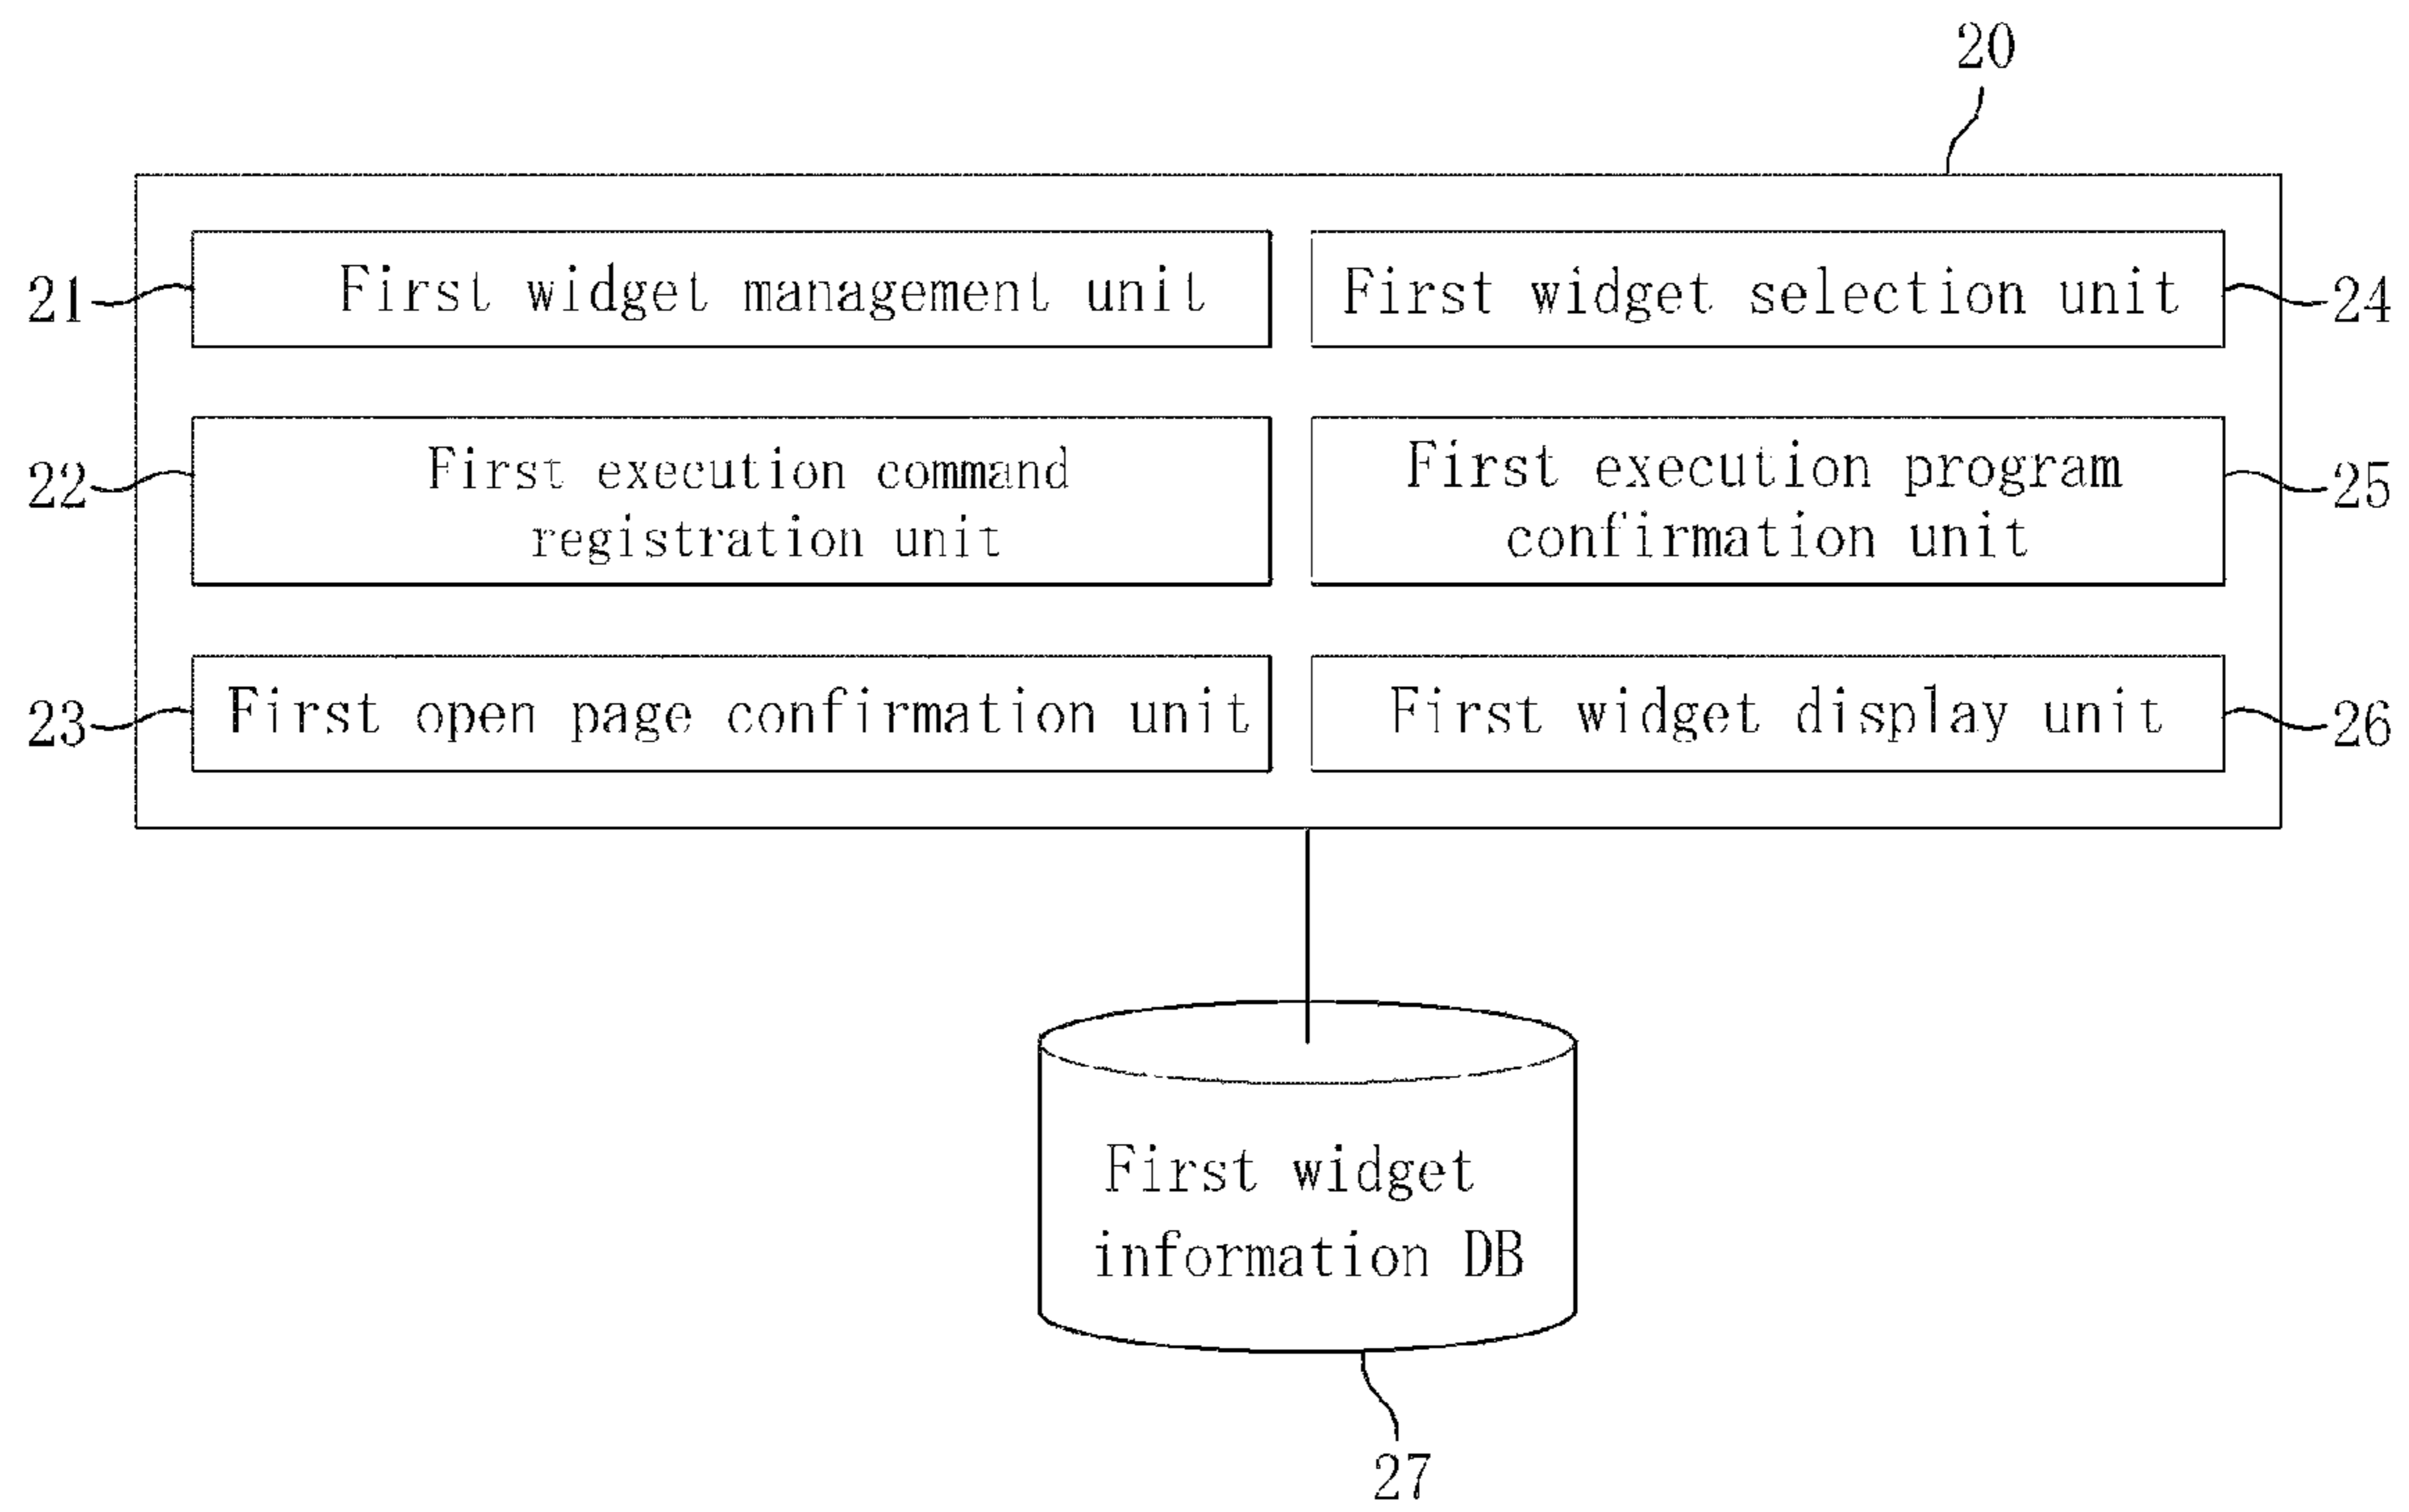 20
21
First widget management unit
First widget selection unit
24
22
First execution command
registration unit
First execution program
confirmation unit
25
23
First open page confirmation unit
First widget display unit
26
First widget
information DB
27